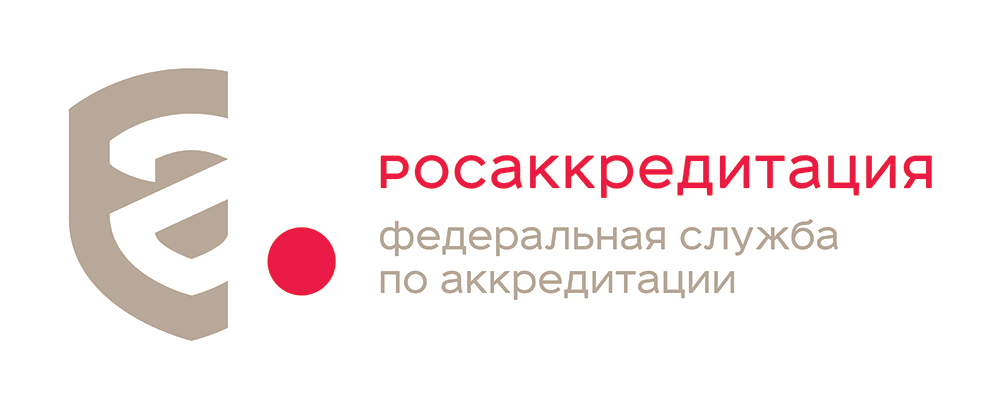 Росаккредитация
федеральная служба
по аккредитации